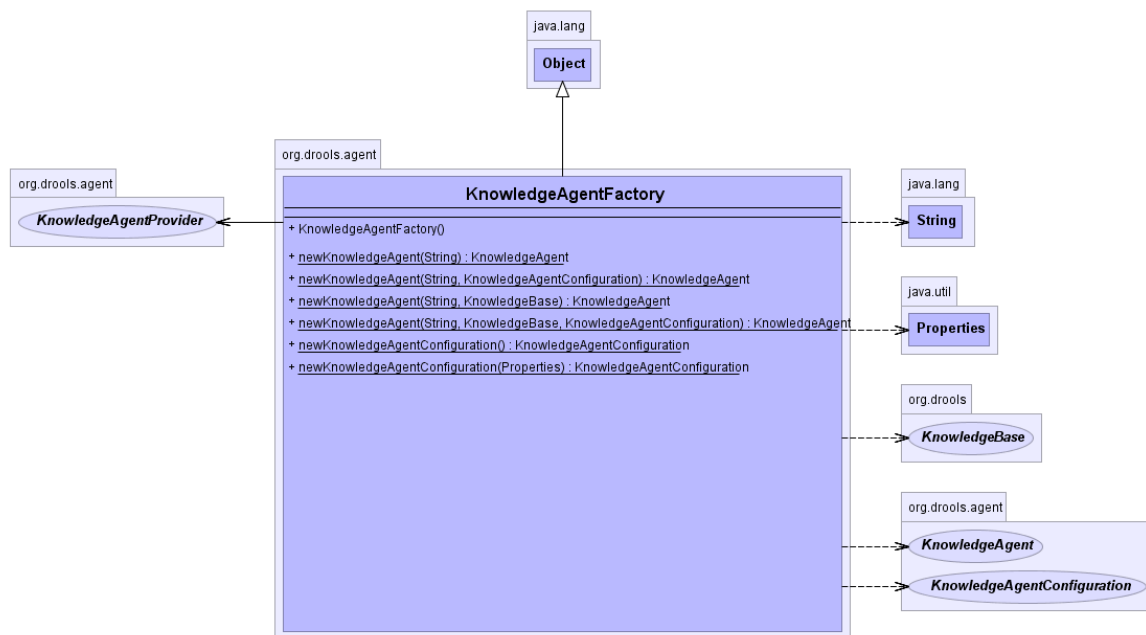 java.lang
Object
org.drools.agent
KnowledgeAgentProvider
org.drools.agent
KnowledgeAgentFactory
+ KnowledgeAgentFactory()
+ newKnowledgeAgent(String) : KnowledgeAgent
+ newKnowledgeAgent(String, KnowledgeAgentConfiguration) : KnowledgeAgent
+ newKnowledgeAgent(String, KnowledgeBase) : KnowledgeAgent
+ newKnowledgeAgent(String, KnowledgeBase, KnowledgeAgentConfiguration) : KnowledgeAgent
+ newKnowledgeAgentConfiguration() : KnowledgeAgentConfiguration
+ newKnowledgeAgentConfiguration(Properties) : KnowledgeAgentConfiguration
java.lang
String
java.util
Properties
org.drools
KnowledgeBase
org.drools.agent
KnowledgeAgent
KnowledgeAgentConfiguration